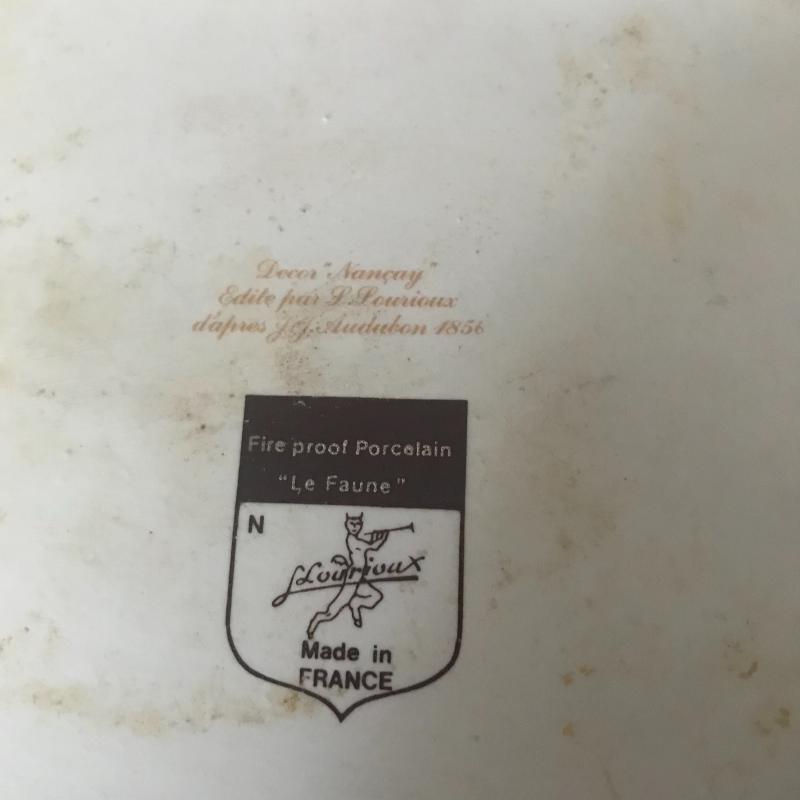 Decor "Nançay"
Edite par L. Lourioux
d'apres J.J. Audubon 1856
Fire proof Porcelain
"Le Faune"
N
L Lourioux
Made in
FRANCE